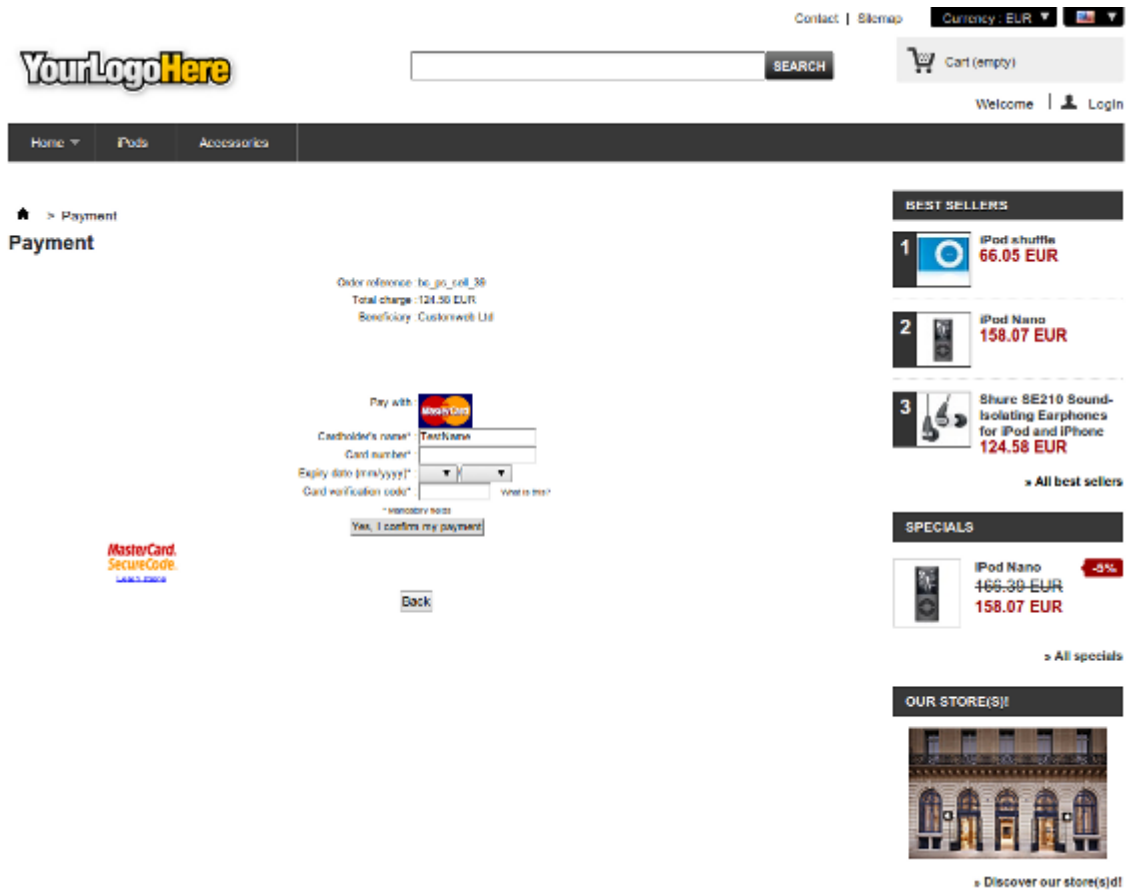 Contact | Sitemap
Currency : EUR
YourLogoHere
SEARCH
Cart (empty)
Welcome
Login
Home
iPods
Accessories
> Payment
Payment
Order reference : bc_ps_sell_39
Total charge : 124.58 EUR
Beneficiary : Customweb Ltd
Pay with :
MasterCard
Cardholder's name* : TestName
Card number* :
Expiry date (mm/yyyy)* : /
Card verification code* : What is this?
* Mandatory fields
Yes, I confirm my payment
MasterCard.
SecureCode.
Learn more
Back
BEST SELLERS
1
iPod shuffle
66.05 EUR
2
iPod Nano
158.07 EUR
3
Shure SE210 Sound-
Isolating Earphones
for iPod and iPhone
124.58 EUR
» All best sellers
SPECIALS
iPod Nano
-5%
166.39 EUR
158.07 EUR
» All specials
OUR STORE(S)!
» Discover our store(s)d!